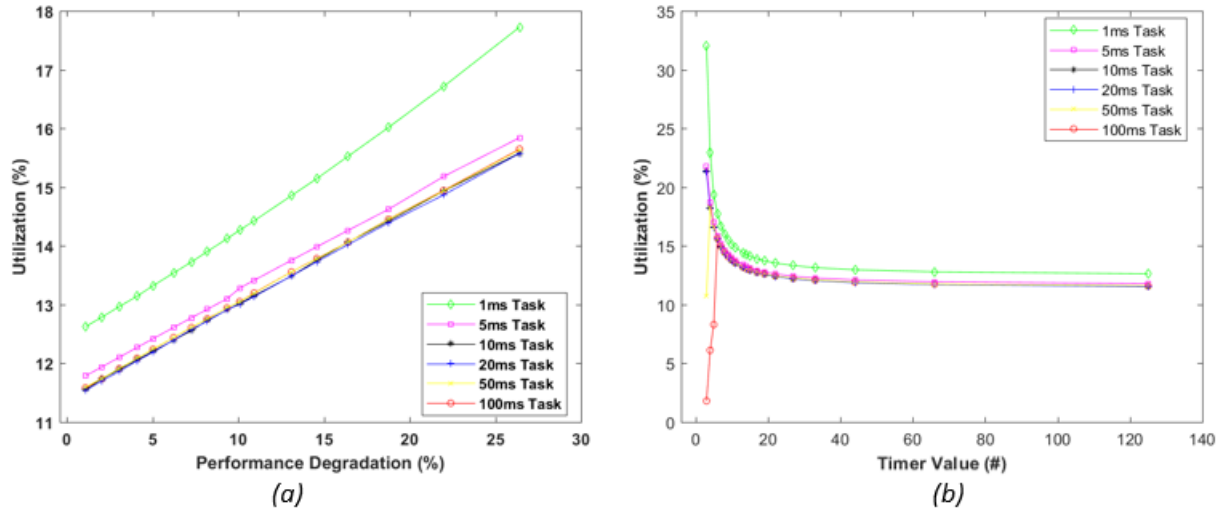 18
17
16
15
14
13
12
11
Utilization (%)
0 5 10 15 20 25 30
Performance Degradation (%)
1ms Task
5ms Task
10ms Task
20ms Task
50ms Task
100ms Task
(a)
35
30
25
20
15
10
5
0
Utilization (%)
0 20 40 60 80 100 120 140
Timer Value (#)
1ms Task
5ms Task
10ms Task
20ms Task
50ms Task
100ms Task
(b)